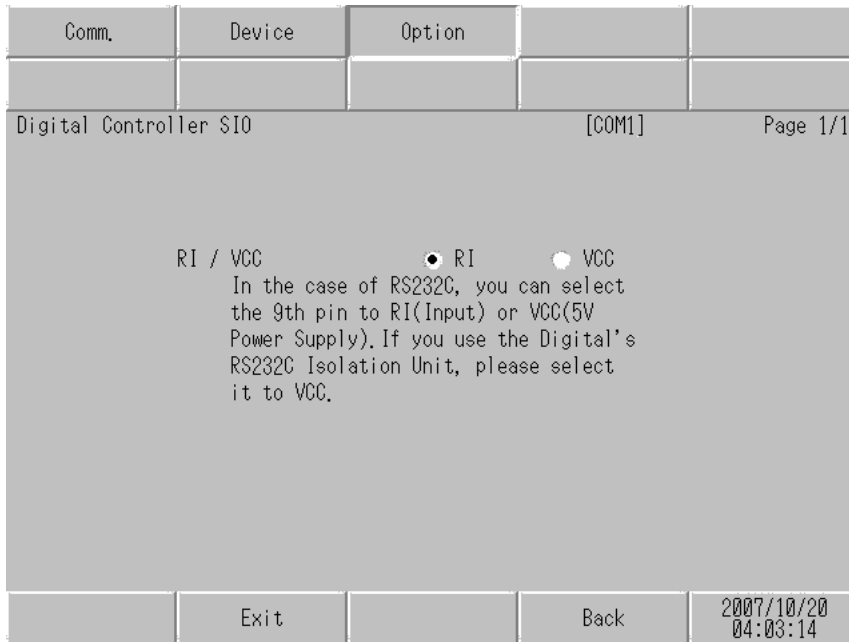 Comm. Device Option
Digital Controller SIO [COM1] Page 1/1
RI / VCC RI VCC
In the case of RS232C, you can select
the 9th pin to RI(Input) or VCC(5V
Power Supply).If you use the Digital's
RS232C Isolation Unit, please select
it to VCC.
Exit Back 2007/10/20
04:03:14